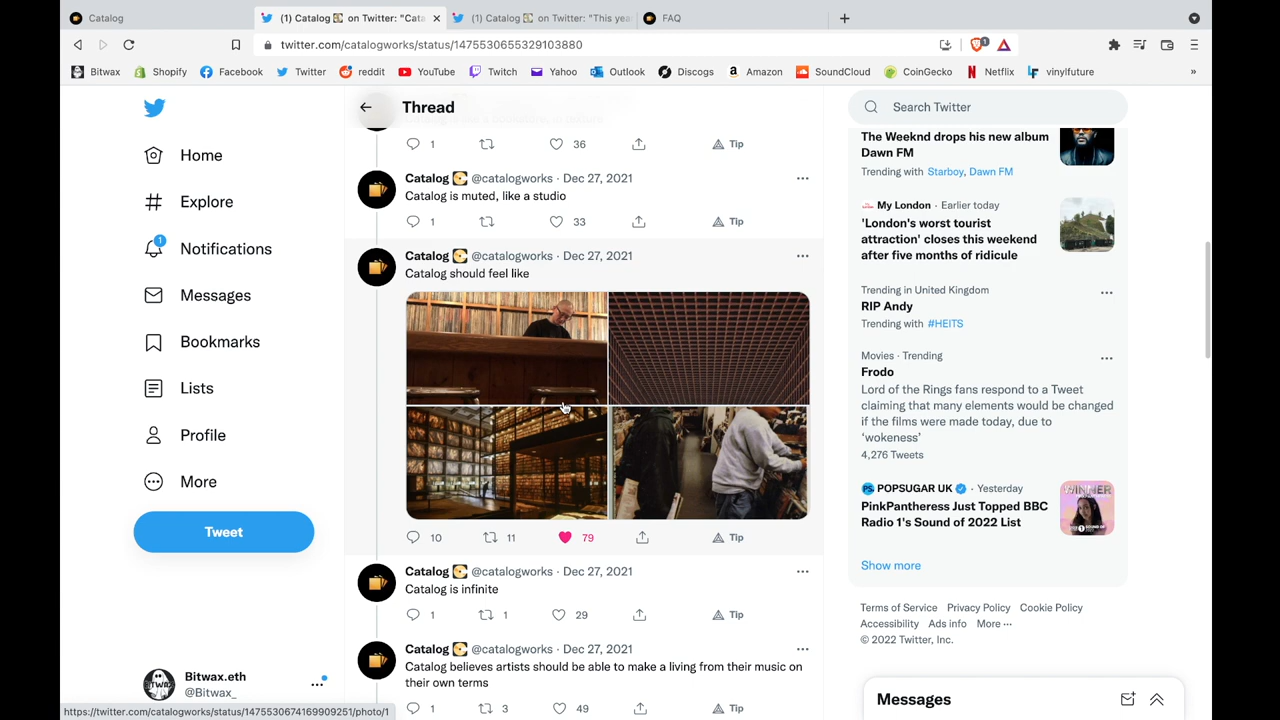 Catalog
(1) Catalog on Twitter: "Cata
(1) Catalog on Twitter: "This yea
FAQ
twitter.com/catalogworks/status/1475530655329103880
1
Bitwax
Shopify
Facebook
Twitter
reddit
YouTube
Twitch
Yahoo
Outlook
Discogs
Amazon
SoundCloud
CoinGecko
Netflix
vinylfuture
»
Home
Explore
1
Notifications
Messages
Bookmarks
Lists
Profile
More
Tweet
Bitwax.eth
@Bitwax_
https://twitter.com/catalogworks/status/1475530674169909251/photo/1
Thread
1 36 Tip
Catalog @catalogworks · Dec 27, 2021
Catalog is muted, like a studio
1 33 Tip
Catalog @catalogworks · Dec 27, 2021
Catalog should feel like
10 11 79 Tip
Catalog @catalogworks · Dec 27, 2021
Catalog is infinite
1 1 29 Tip
Catalog @catalogworks · Dec 27, 2021
Catalog believes artists should be able to make a living from their music on
their own terms
1 3 49 Tip
Search Twitter
The Weeknd drops his new album
Dawn FM
Trending with Starboy, Dawn FM
My London · Earlier today
'London's worst tourist
attraction' closes this weekend
after five months of ridicule
Trending in United Kingdom
RIP Andy
Trending with #HEITS
Movies · Trending
Frodo
Lord of the Rings fans respond to a Tweet
claiming that many elements would be changed
if the films were made today, due to
'wokeness'
4,276 Tweets
POPSUGAR UK · Yesterday
PinkPantheress Just Topped BBC
Radio 1's Sound of 2022 List
WINNER
Show more
Terms of Service Privacy Policy Cookie Policy
Accessibility Ads info More ···
© 2022 Twitter, Inc.
Messages